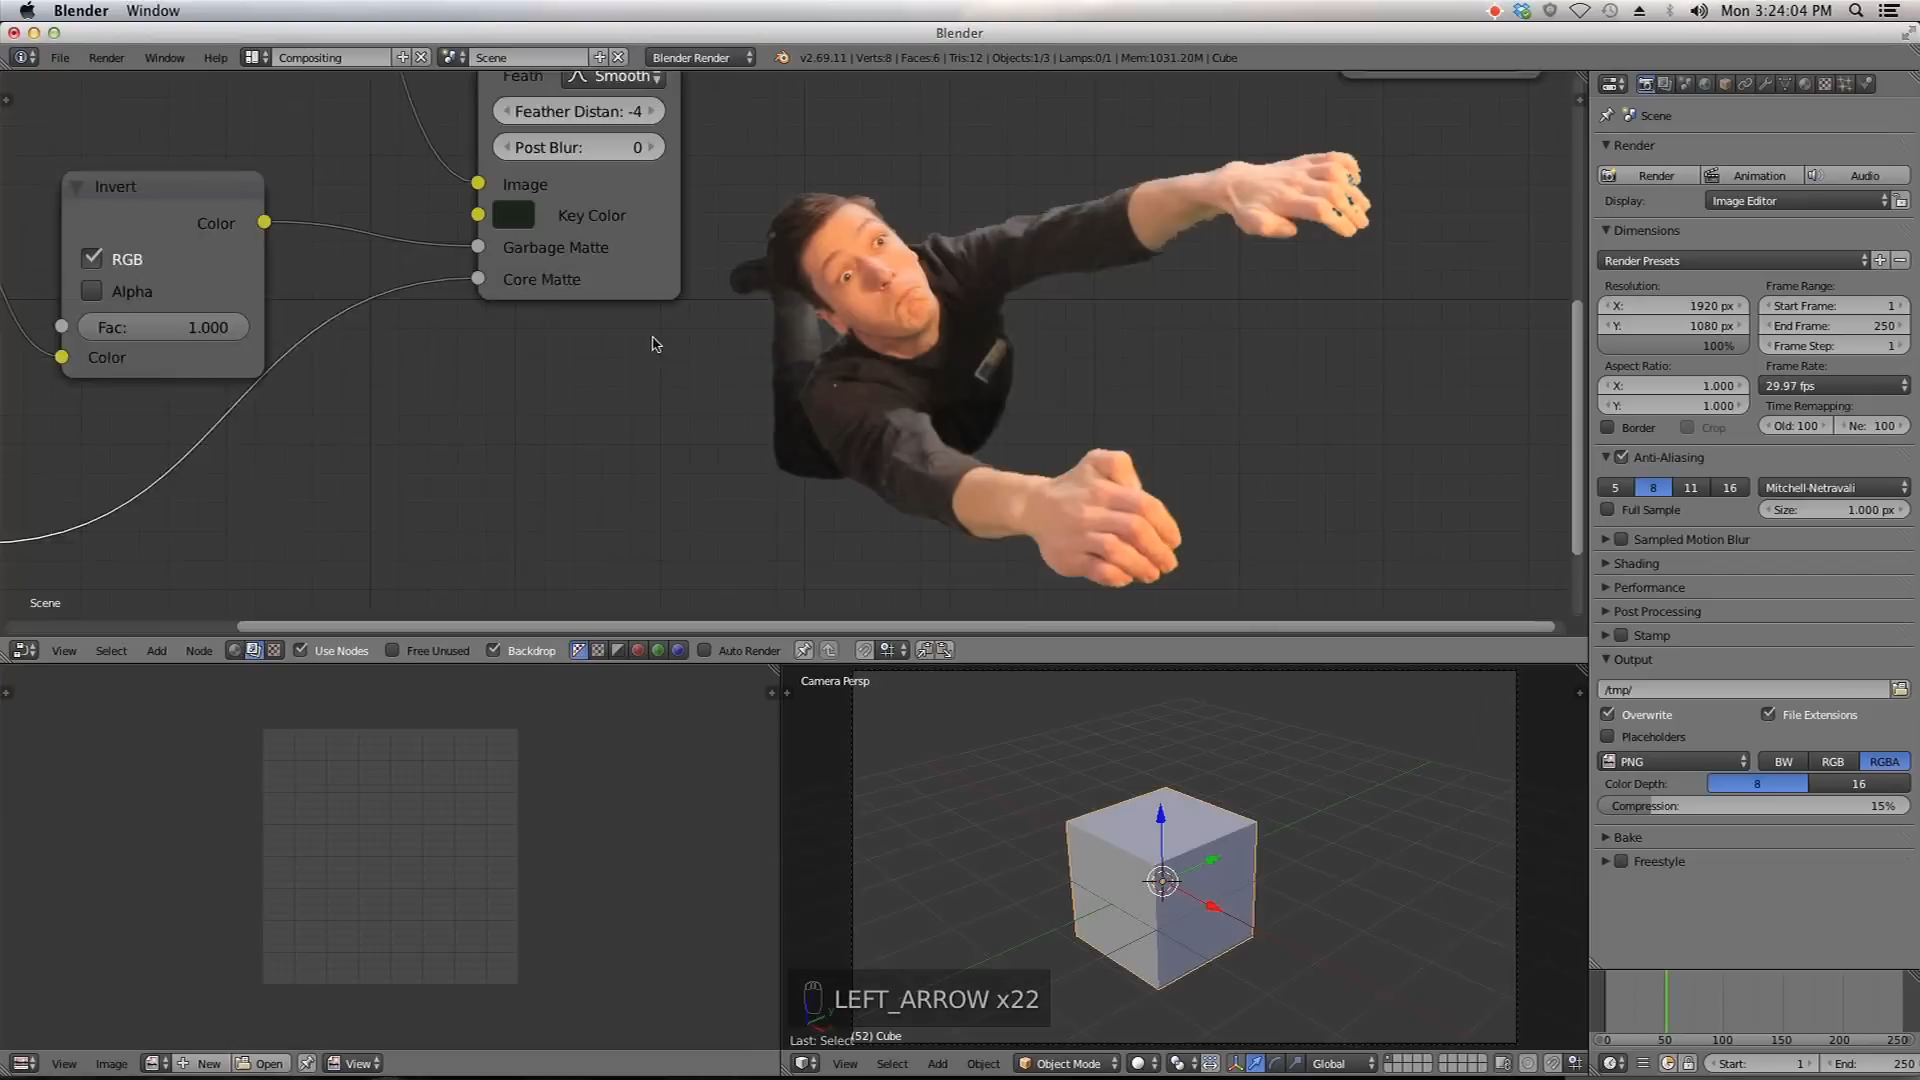 Blender Window Mon 3:24:04 PM
Blender
File Render Window Help Compositing Scene Blender Render v2.69.11 | Verts:8 | Faces:6 | Tris:12 | Objects:1/3 | Lamps:0/1 | Mem:1031.20M | Cube
Feath Smooth
Feather Distan: -4
Post Blur: 0
Image
Key Color
Garbage Matte
Core Matte
Invert
Color
RGB
Alpha
Fac: 1.000
Color
Scene
View Select Add Node Use Nodes Free Unused Backdrop Auto Render
View Image New Open View
Camera Persp
LEFT_ARROW x22
Last: Select
(52) Cube
View Select Add Object Object Mode Global
Scene
Render
Render Animation Audio
Display: Image Editor
Dimensions
Render Presets
Resolution: Frame Range:
X: 1920 px Start Frame: 1
Y: 1080 px End Frame: 250
100% Frame Step: 1
Aspect Ratio: Frame Rate:
X: 1.000 29.97 fps
Y: 1.000 Time Remapping:
Border Crop Old: 100 Ne: 100
Anti-Aliasing
5 8 11 16 Mitchell-Netravali
Full Sample Size: 1.000 px
Sampled Motion Blur
Shading
Performance
Post Processing
Stamp
Output
/tmp/
Overwrite File Extensions
Placeholders
PNG BW RGB RGBA
Color Depth: 8 16
Compression: 15%
Bake
Freestyle
0 50 100 150 200 250
Start: 1 End: 250